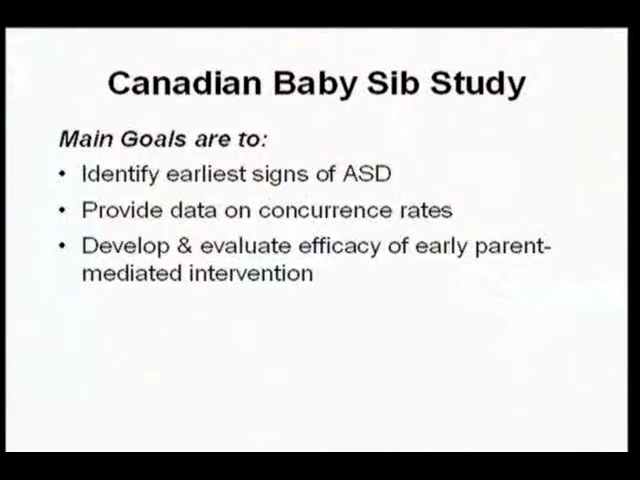 Canadian Baby Sib Study
Main Goals are to:
• Identify earliest signs of ASD
• Provide data on concurrence rates
• Develop & evaluate efficacy of early parent-
mediated intervention